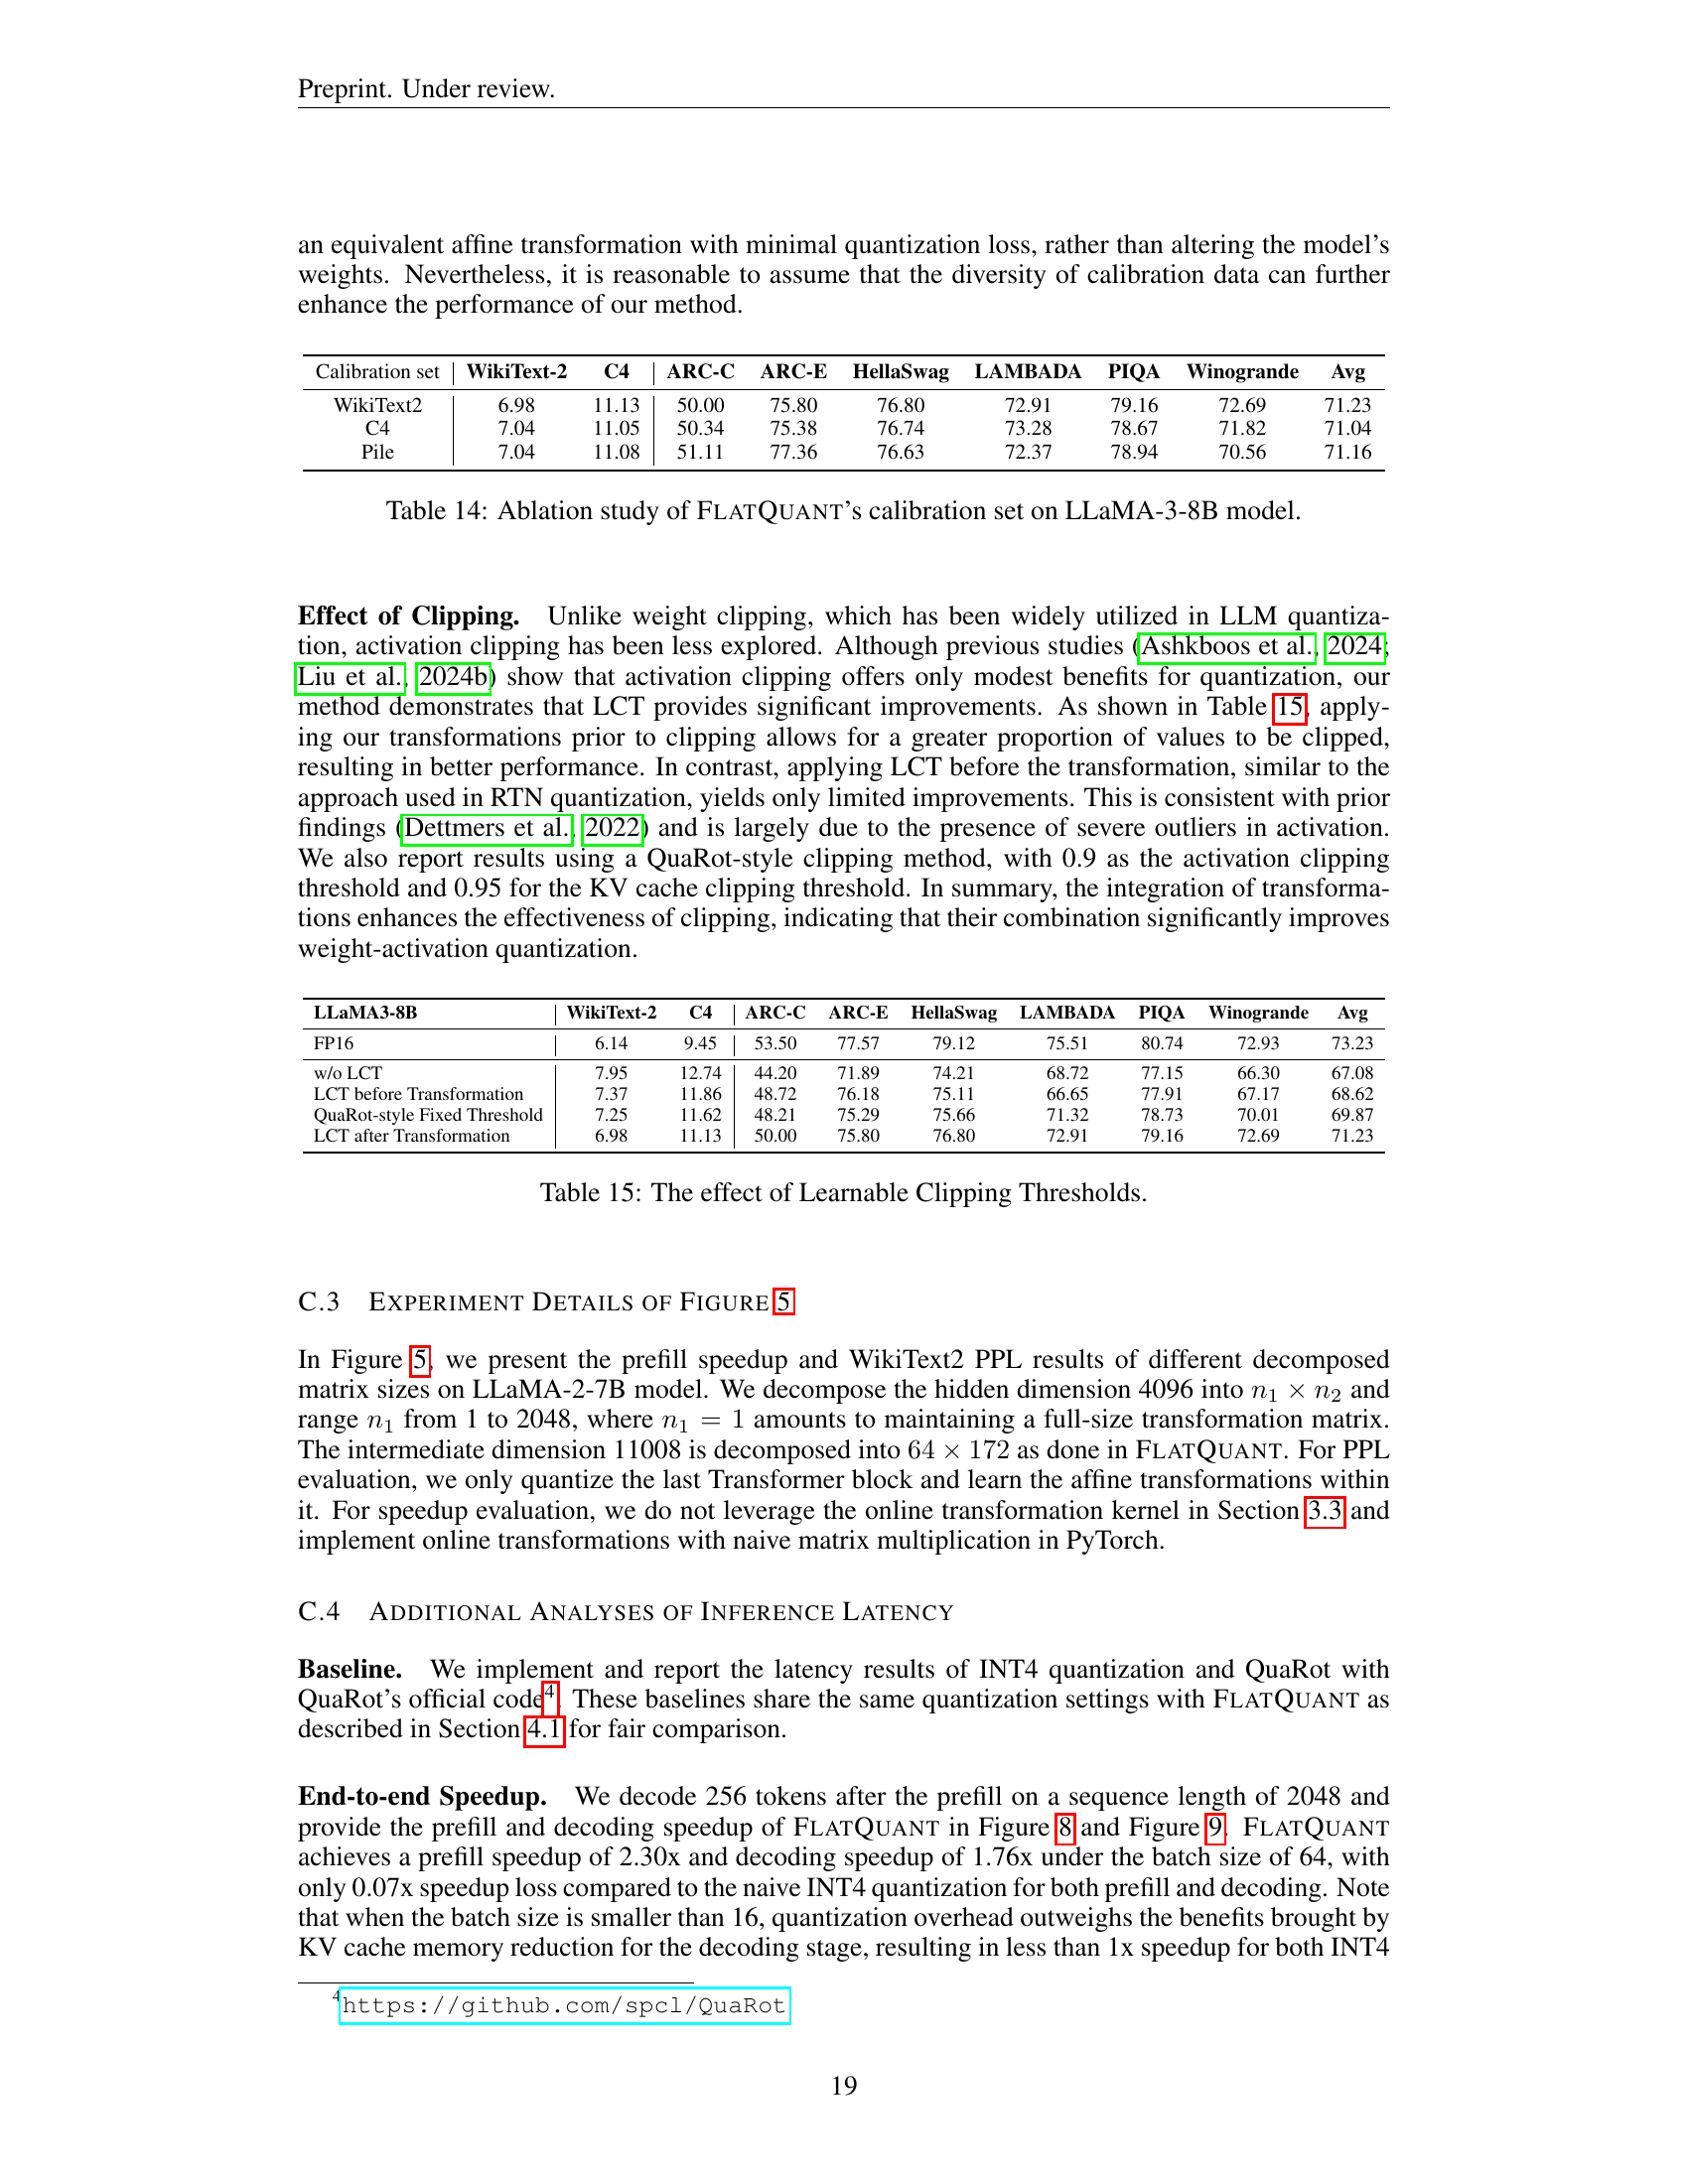 Preprint. Under review.
an equivalent affine transformation with minimal quantization loss, rather than altering the model's
weights. Nevertheless, it is reasonable to assume that the diversity of calibration data can further
enhance the performance of our method.
Calibration set WikiText-2 C4 ARC-C ARC-E HellaSwag LAMBADA PIQA Winogrande Avg
WikiText2 6.98 11.13 50.00 75.80 76.80 72.91 79.16 72.69 71.23
C4 7.04 11.05 50.34 75.38 76.74 73.28 78.67 71.82 71.04
Pile 7.04 11.08 51.11 77.36 76.63 72.37 78.94 70.56 71.16
Table 14: Ablation study of FLATQUANT's calibration set on LLaMA-3-8B model.
Effect of Clipping. Unlike weight clipping, which has been widely utilized in LLM quantiza-
tion, activation clipping has been less explored. Although previous studies (Ashkboos et al., 2024;
Liu et al., 2024b) show that activation clipping offers only modest benefits for quantization, our
method demonstrates that LCT provides significant improvements. As shown in Table 15, apply-
ing our transformations prior to clipping allows for a greater proportion of values to be clipped,
resulting in better performance. In contrast, applying LCT before the transformation, similar to the
approach used in RTN quantization, yields only limited improvements. This is consistent with prior
findings (Dettmers et al., 2022) and is largely due to the presence of severe outliers in activation.
We also report results using a QuaRot-style clipping method, with 0.9 as the activation clipping
threshold and 0.95 for the KV cache clipping threshold. In summary, the integration of transforma-
tions enhances the effectiveness of clipping, indicating that their combination significantly improves
weight-activation quantization.
LLaMA3-8B WikiText-2 C4 ARC-C ARC-E HellaSwag LAMBADA PIQA Winogrande Avg
FP16 6.14 9.45 53.50 77.57 79.12 75.51 80.74 72.93 73.23
w/o LCT 7.95 12.74 44.20 71.89 74.21 68.72 77.15 66.30 67.08
LCT before Transformation 7.37 11.86 48.72 76.18 75.11 66.65 77.91 67.17 68.62
QuaRot-style Fixed Threshold 7.25 11.62 48.21 75.29 75.66 71.32 78.73 70.01 69.87
LCT after Transformation 6.98 11.13 50.00 75.80 76.80 72.91 79.16 72.69 71.23
Table 15: The effect of Learnable Clipping Thresholds.
C.3 EXPERIMENT DETAILS OF FIGURE 5
In Figure 5, we present the prefill speedup and WikiText2 PPL results of different decomposed
matrix sizes on LLaMA-2-7B model. We decompose the hidden dimension 4096 into n₁ × n₂ and
range n₁ from 1 to 2048, where n₁ = 1 amounts to maintaining a full-size transformation matrix.
The intermediate dimension 11008 is decomposed into 64 × 172 as done in FLATQUANT. For PPL
evaluation, we only quantize the last Transformer block and learn the affine transformations within
it. For speedup evaluation, we do not leverage the online transformation kernel in Section 3.3 and
implement online transformations with naive matrix multiplication in PyTorch.
C.4 ADDITIONAL ANALYSES OF INFERENCE LATENCY
Baseline. We implement and report the latency results of INT4 quantization and QuaRot with
QuaRot's official code⁴. These baselines share the same quantization settings with FLATQUANT as
described in Section 4.1 for fair comparison.
End-to-end Speedup. We decode 256 tokens after the prefill on a sequence length of 2048 and
provide the prefill and decoding speedup of FLATQUANT in Figure 8 and Figure 9. FLATQUANT
achieves a prefill speedup of 2.30x and decoding speedup of 1.76x under the batch size of 64, with
only 0.07x speedup loss compared to the naive INT4 quantization for both prefill and decoding. Note
that when the batch size is smaller than 16, quantization overhead outweighs the benefits brought by
KV cache memory reduction for the decoding stage, resulting in less than 1x speedup for both INT4
⁴https://github.com/spcl/QuaRot
19